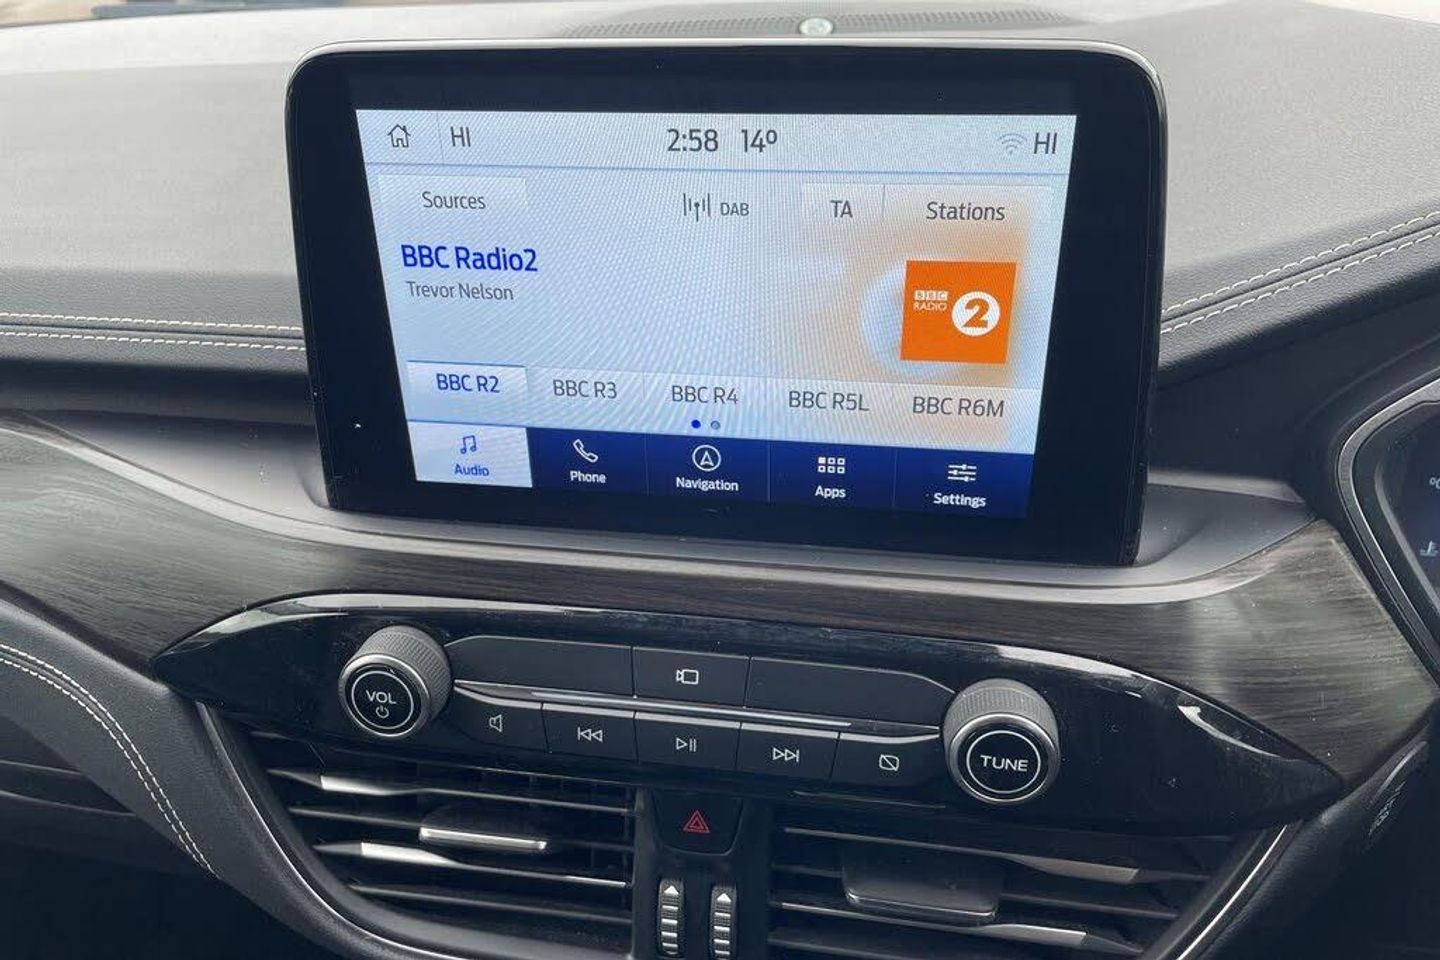 HI 2:58 14º HI
Sources DAB TA Stations
BBC Radio2
Trevor Nelson
BBC RADIO 2
BBC R2 BBC R3 BBC R4 BBC R5L BBC R6M
Audio Phone Navigation Apps Settings
VOL
TUNE